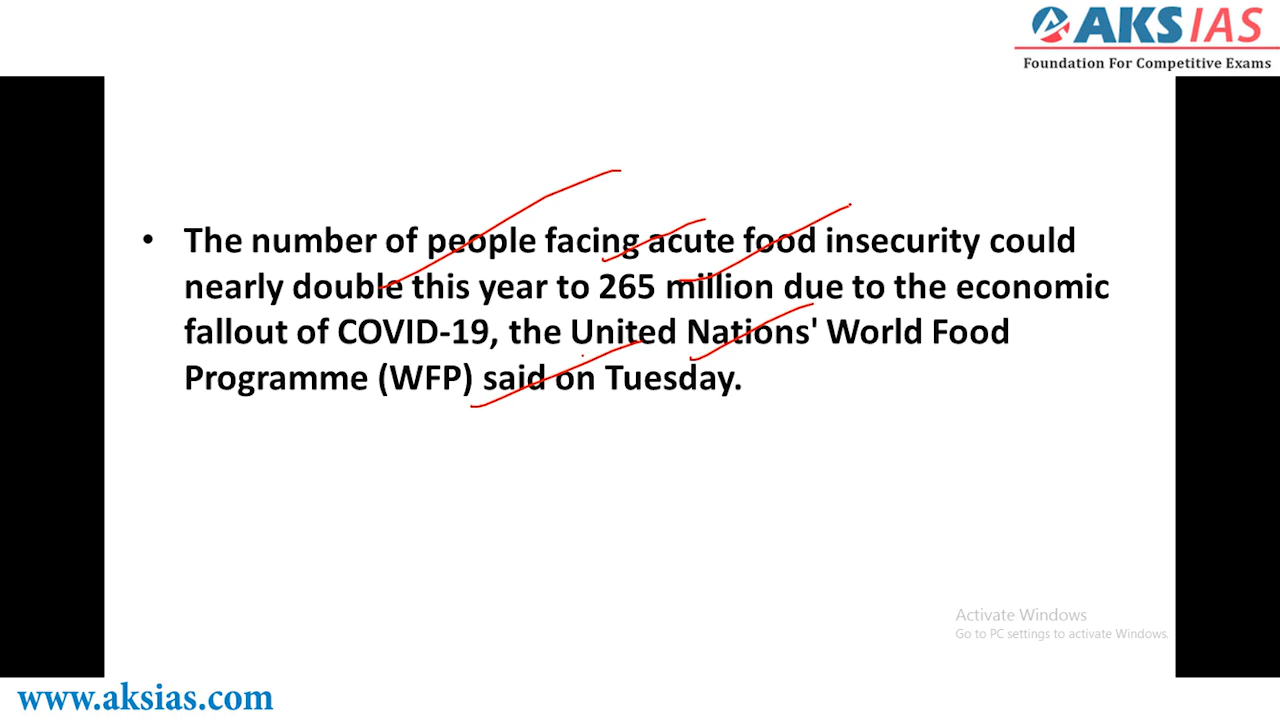 AKS IAS
Foundation For Competitive Exams
• The number of people facing acute food insecurity could
nearly double this year to 265 million due to the economic
fallout of COVID-19, the United Nations' World Food
Programme (WFP) said on Tuesday.
Activate Windows
Go to PC settings to activate Windows.
www.aksias.com